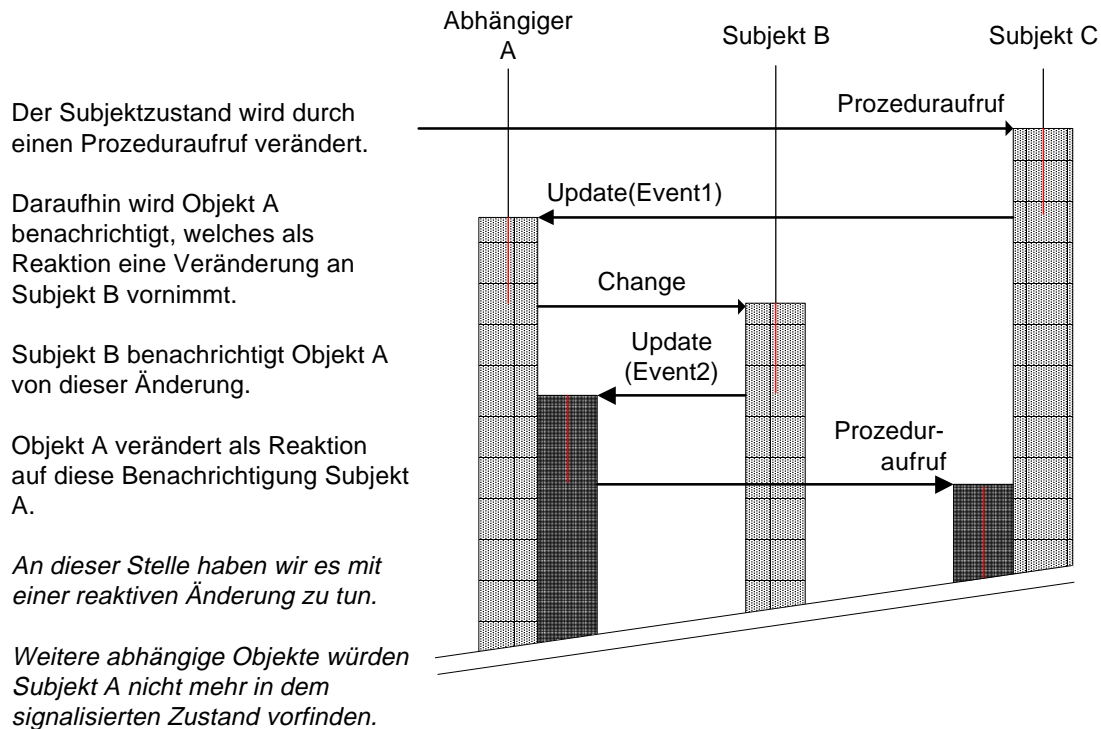 Abhängiger
A
Subjekt B
Subjekt C
Der Subjektzustand wird durch
einen Prozeduraufruf verändert.
Prozeduraufruf
Daraufhin wird Objekt A
benachrichtigt, welches als
Reaktion eine Veränderung an
Subjekt B vornimmt.
Update(Event1)
Change
Subjekt B benachrichtigt Objekt A
von dieser Änderung.
Update
(Event2)
Objekt A verändert als Reaktion
auf diese Benachrichtigung Subjekt
A.
Prozedur-
aufruf
An dieser Stelle haben wir es mit
einer reaktiven Änderung zu tun.
Weitere abhängige Objekte würden
Subjekt A nicht mehr in dem
signalisierten Zustand vorfinden.